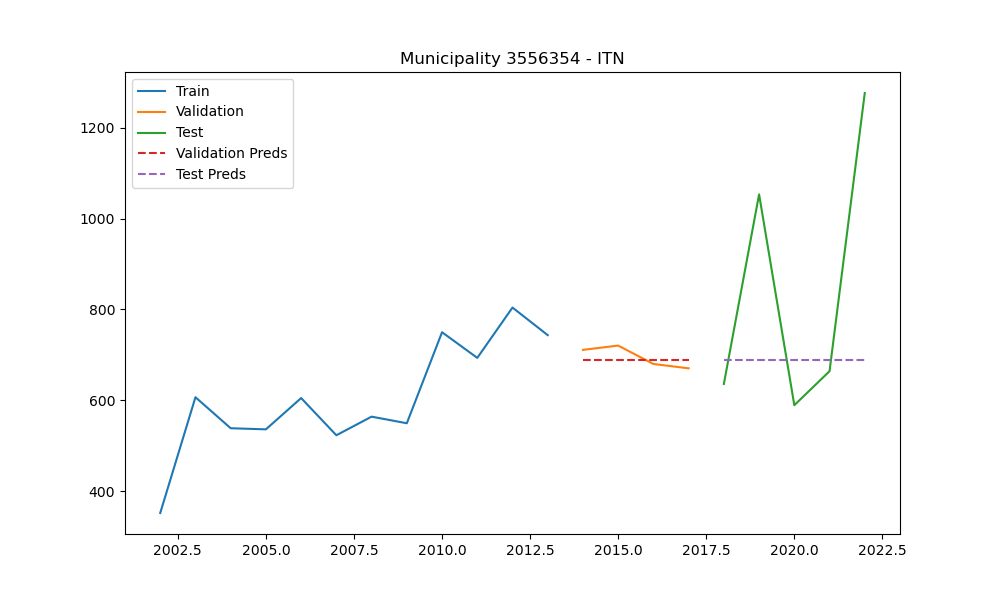 Municipality 3556354 - ITN
Train
Validation
Test
Validation Preds
Test Preds
1200
1000
800
600
400
2002.5 2005.0 2007.5 2010.0 2012.5 2015.0 2017.5 2020.0 2022.5